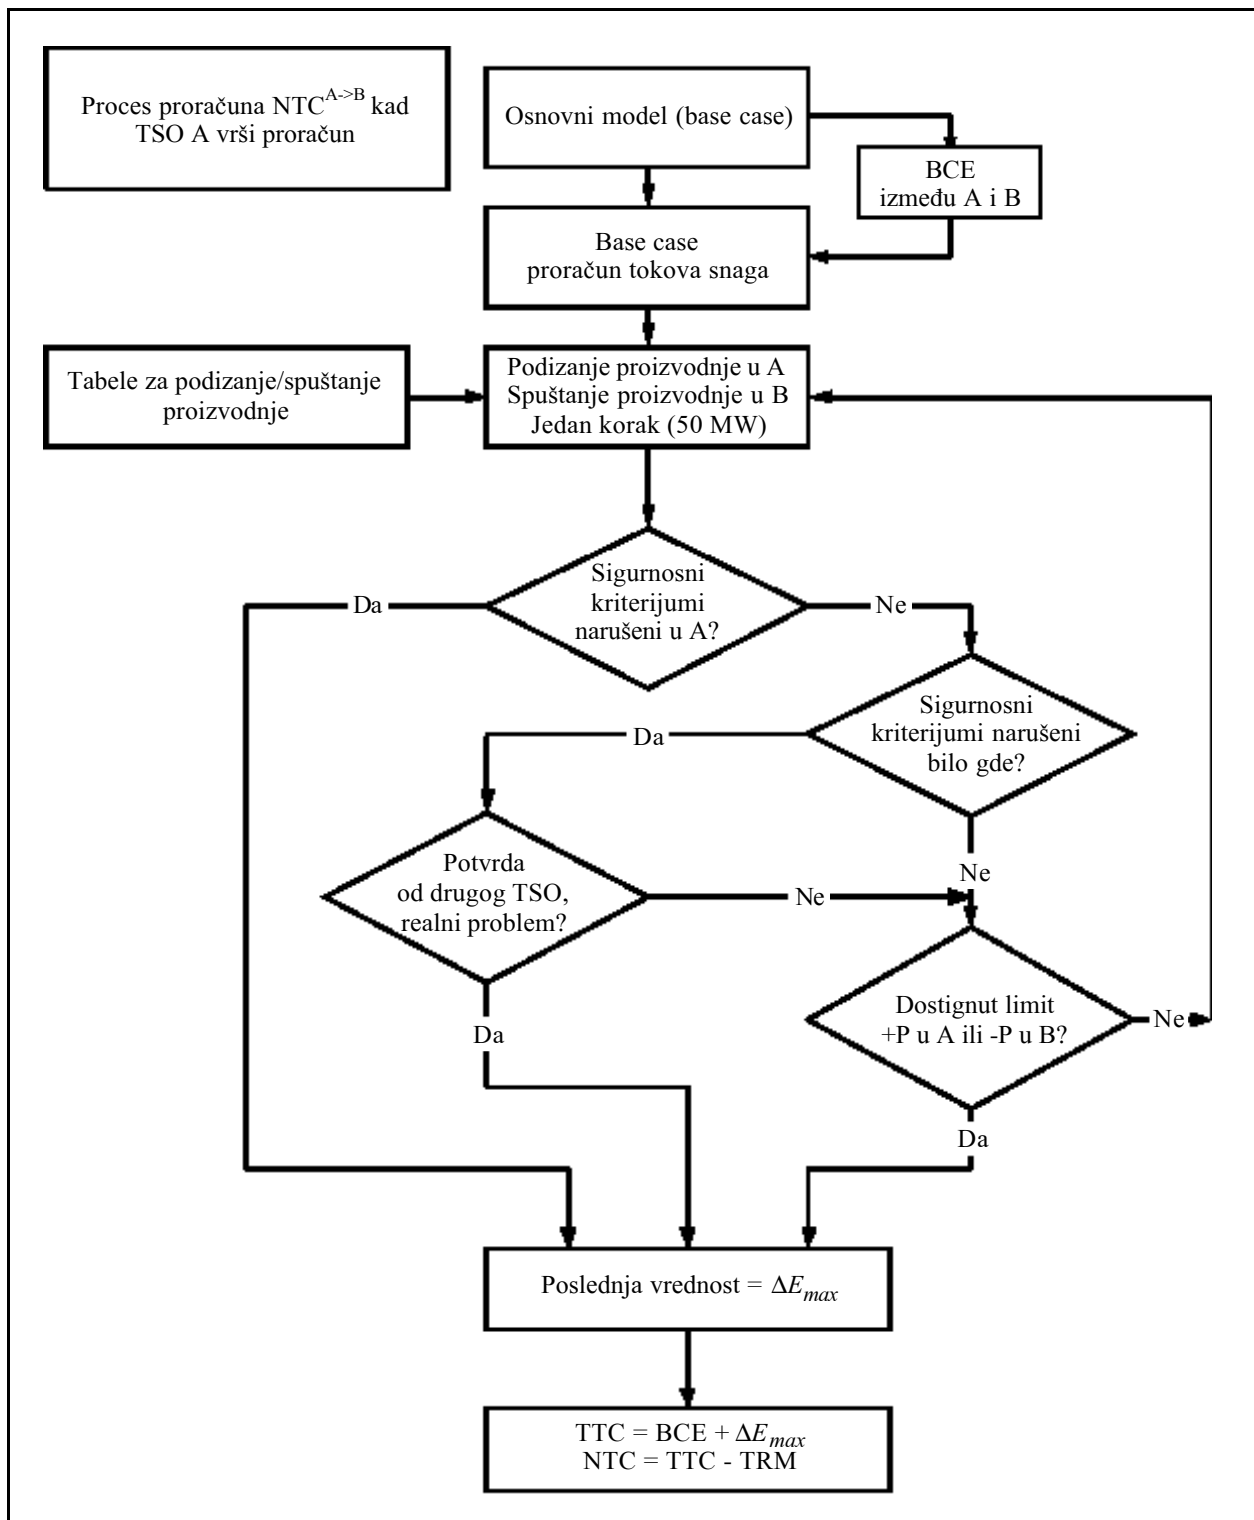 Proces proračuna NTC^A->B kad
TSO A vrši proračun
Osnovni model (base case)
BCE
između A i B
Base case
proračun tokova snaga
Tabele za podizanje/spuštanje
proizvodnje
Podizanje proizvodnje u A
Spuštanje proizvodnje u B
Jedan korak (50 MW)
Sigurnosni
kriterijumi
narušeni u A?
Da
Ne
Sigurnosni
kriterijumi narušeni
bilo gde?
Da
Ne
Potvrda
od drugog TSO,
realni problem?
Ne
Da
Dostignut limit
+P u A ili -P u B?
Ne
Da
Poslednja vrednost = ΔE_max
TTC = BCE + ΔE_max
NTC = TTC - TRM